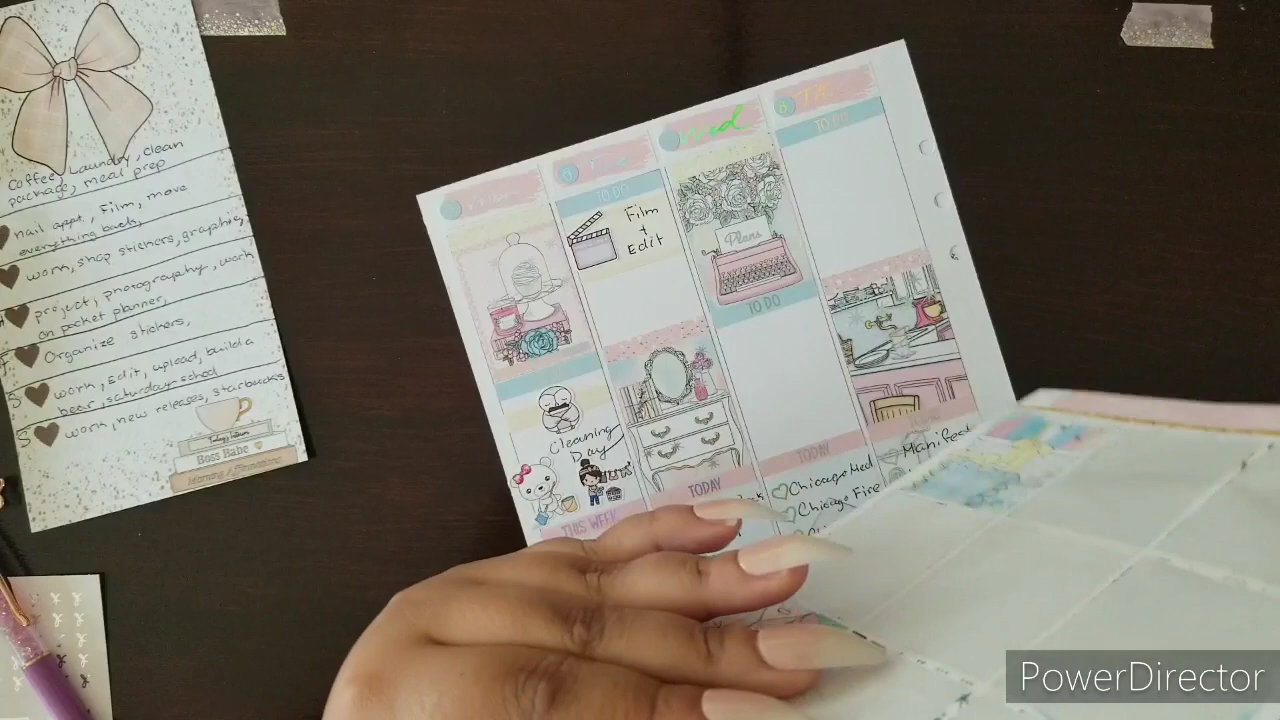 Coffee, Laundry, clean
package, meal prep
nail appt., Film, move
everything back,
work, shop stickers, graphics,
project, photography, work
on pocket planner,
Organize stickers,
S
work, Edit, upload, build a
bear, saturday school
S
work, new releases, starbucks,
Boss Babe
TO DO
Film
+
Edit
Cleaning
Day
THIS WEEK
TODAY
Wed
Plans
TO DO
TODAY
Chicago Med
Chicago Fire
TO DO
Manifest
PowerDirector